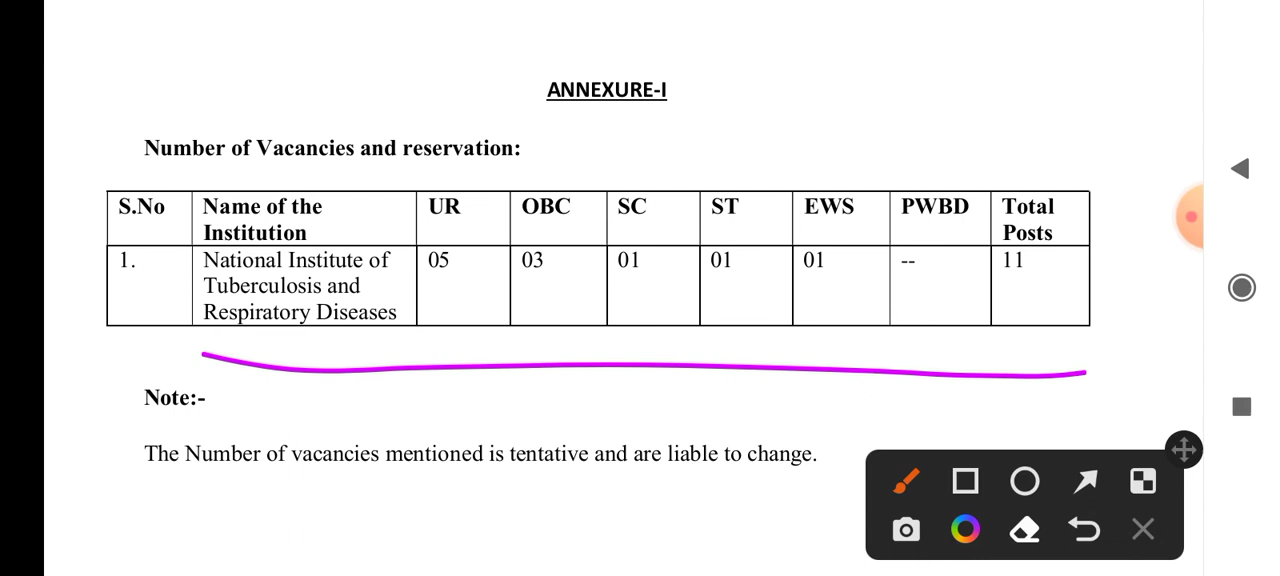 ANNEXURE-I
Number of Vacancies and reservation:
S.No Name of the Institution UR OBC SC ST EWS PWBD Total Posts
1. National Institute of Tuberculosis and Respiratory Diseases 05 03 01 01 01 -- 11
Note:-
The Number of vacancies mentioned is tentative and are liable to change.